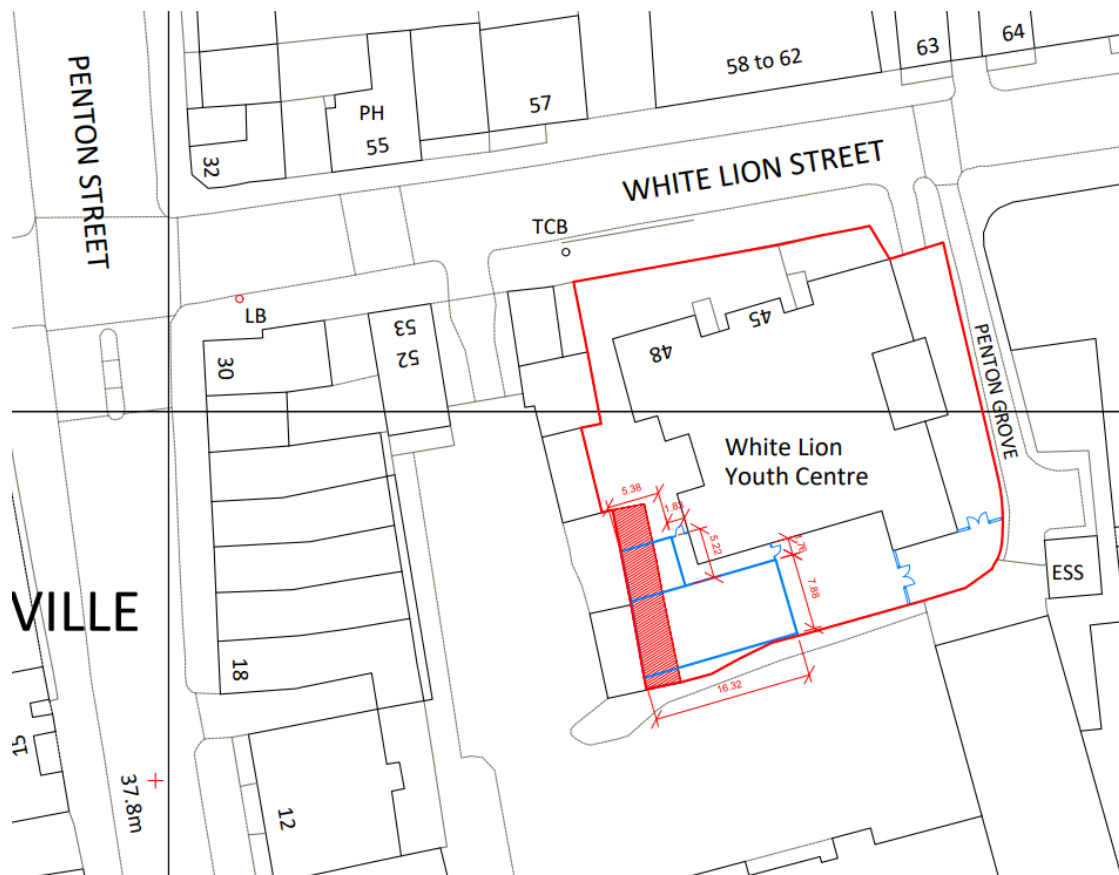 63
64
58 to 62
57
PH
55
32
PENTON STREET
WHITE LION STREET
TCB
LB
53
52
30
45
48
PENTON GROVE
White Lion
Youth Centre
5.38
1.83
5.22
1.76
7.88
16.32
ESS
VILLE
18
15
37.8m
12